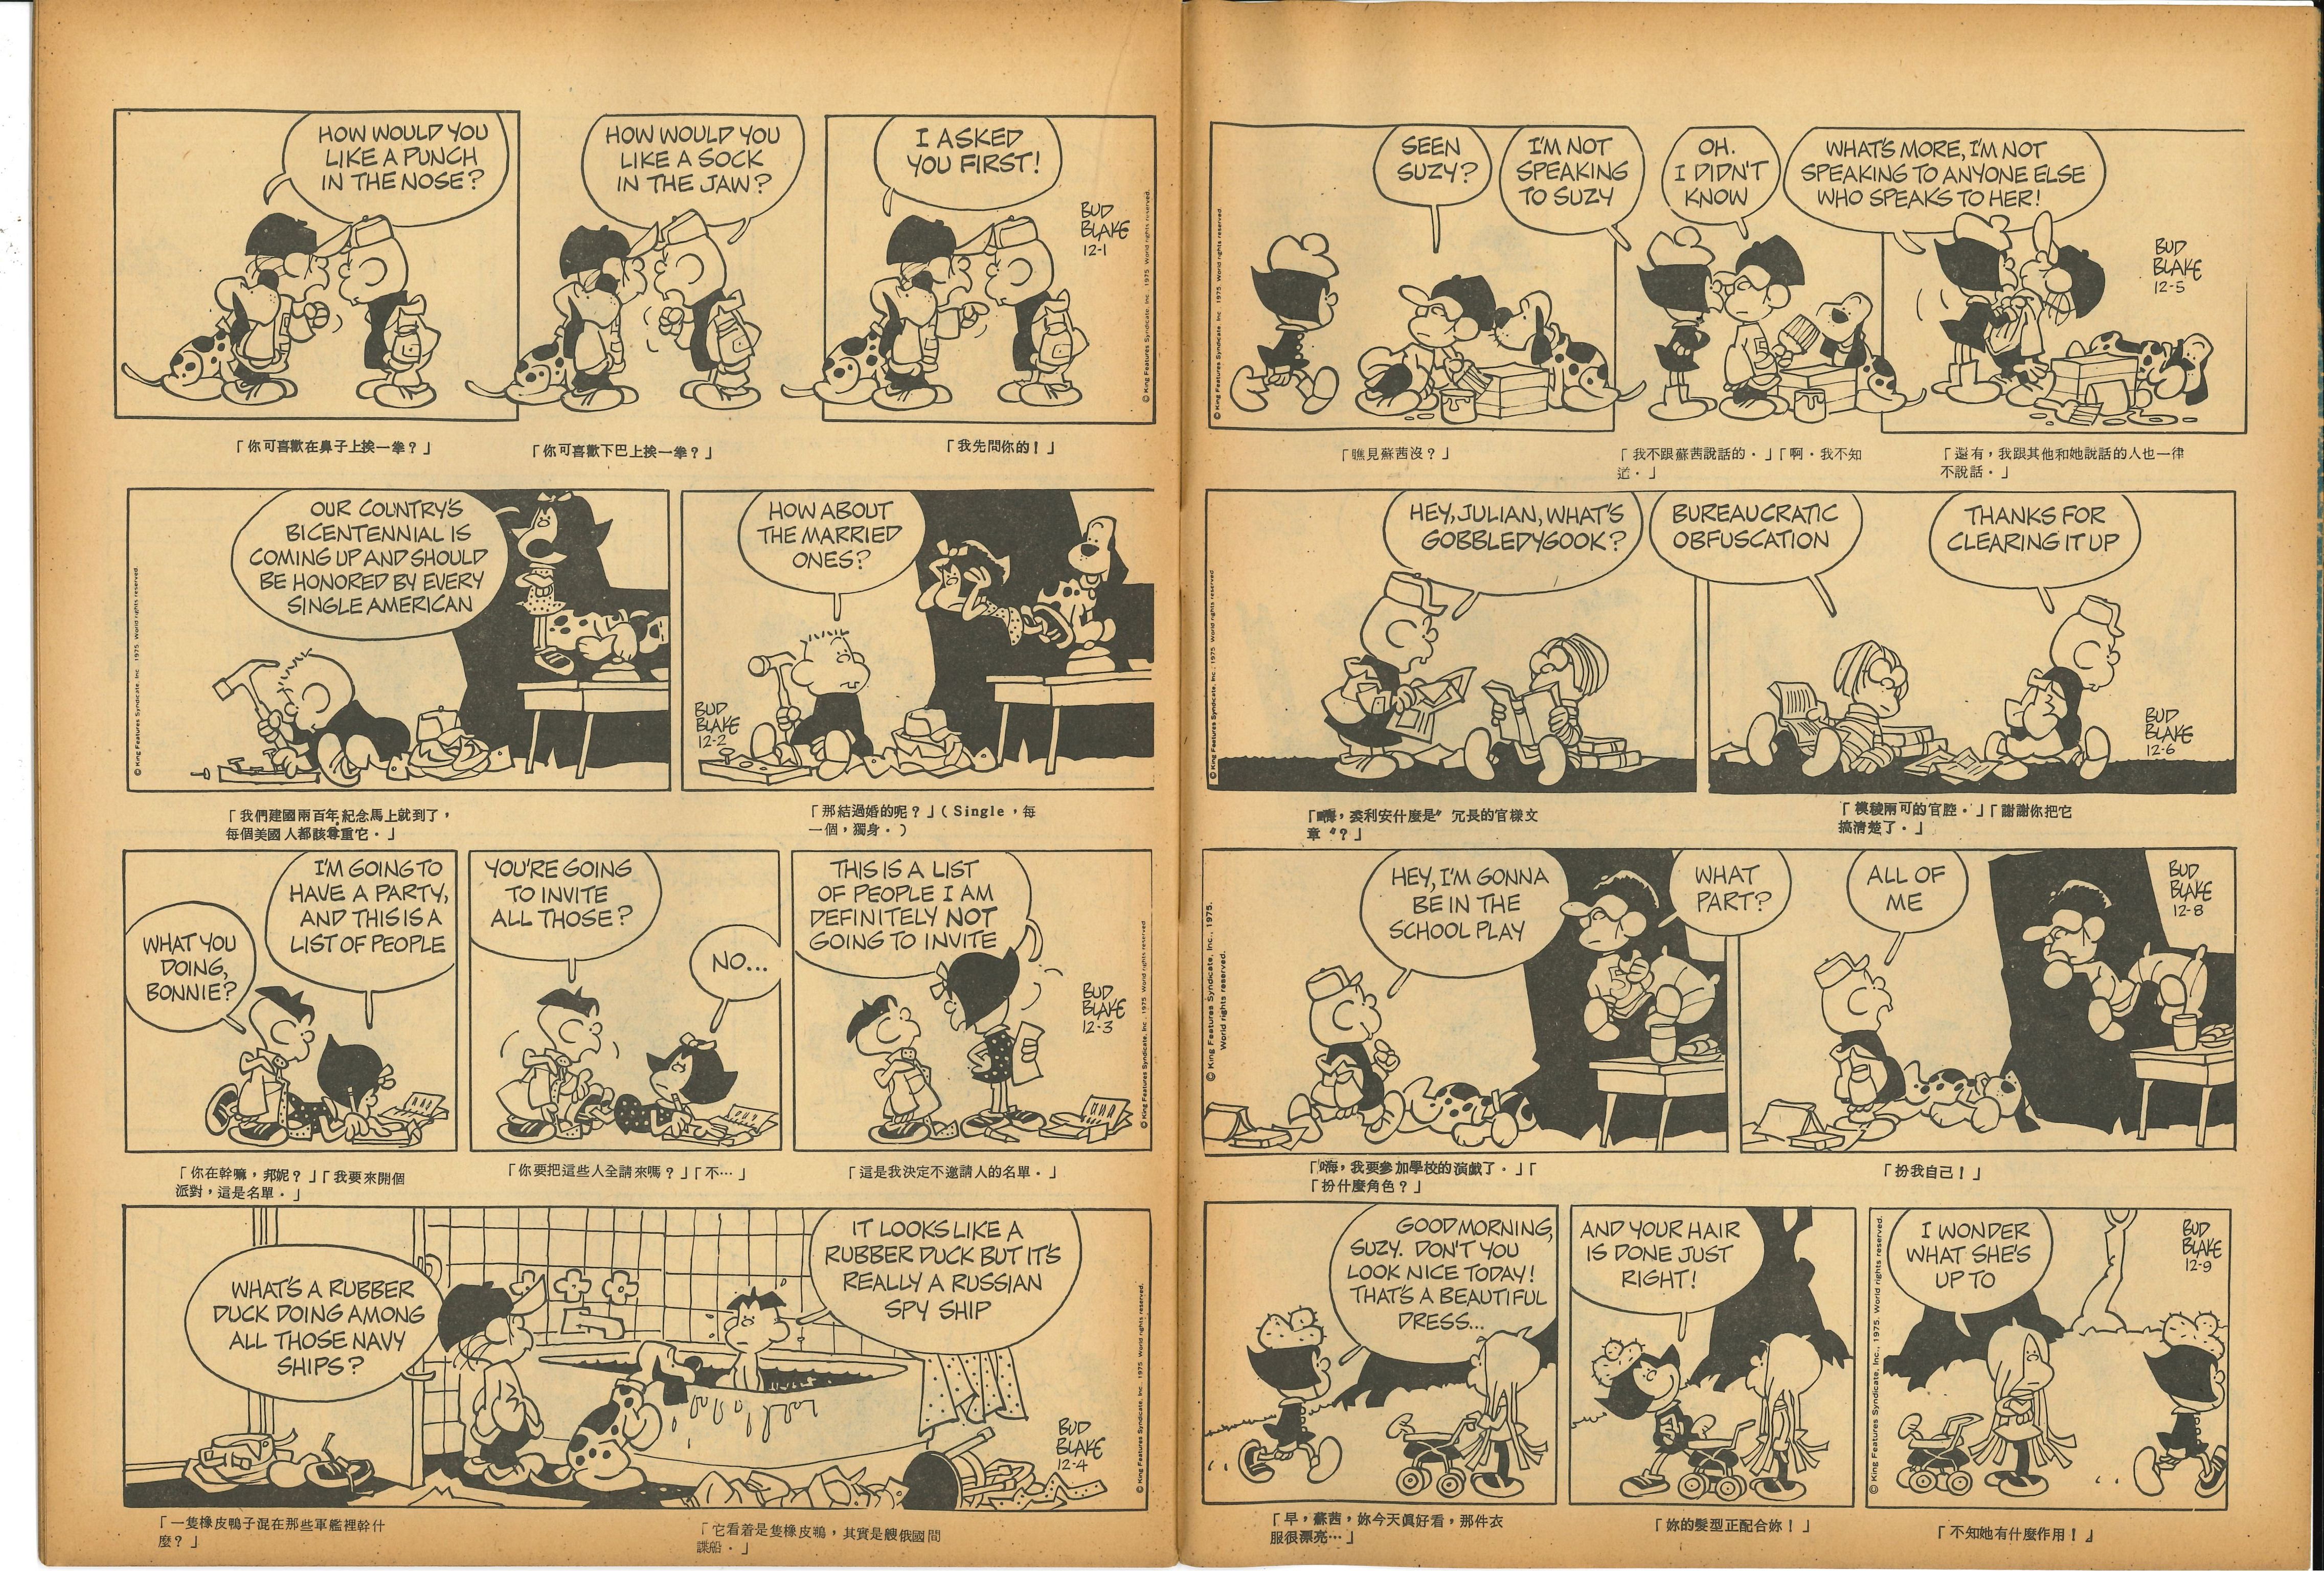 HOW WOULD YOU
LIKE A PUNCH
IN THE NOSE?
HOW WOULD YOU
LIKE A SOCK
IN THE JAW?
I ASKED
YOU FIRST!
BUD
BLAKE
12-1
© King Features Syndicate, Inc., 1975. World rights reserved.
「你可喜歡在鼻子上挨一拳？」
「你可喜歡下巴上挨一拳？」
「我先問你的！」
OUR COUNTRY'S
BICENTENNIAL IS
COMING UP AND SHOULD
BE HONORED BY EVERY
SINGLE AMERICAN
HOW ABOUT
THE MARRIED
ONES?
BUD
BLAKE
12-2
© King Features Syndicate, Inc., 1975. World rights reserved.
「我們建國兩百年紀念馬上就到了，
每個美國人都該尊重它．」
「那結過婚的呢？」（Single，每
一個，獨身．）
WHAT YOU
DOING,
BONNIE?
I'M GOING TO
HAVE A PARTY,
AND THIS IS A
LIST OF PEOPLE
YOU'RE GOING
TO INVITE
ALL THOSE?
NO...
THIS IS A LIST
OF PEOPLE I AM
DEFINITELY NOT
GOING TO INVITE
BUD
BLAKE
12-3
© King Features Syndicate, Inc., 1975. World rights reserved.
「你在幹嘛，邦妮？」「我要來開個
派對，這是名單．」
「你要把這些人全請來嗎？」「不…」
「這是我決定不邀請人的名單．」
WHAT'S A RUBBER
DUCK DOING AMONG
ALL THOSE NAVY
SHIPS?
IT LOOKS LIKE A
RUBBER DUCK BUT IT'S
REALLY A RUSSIAN
SPY SHIP
BUD
BLAKE
12-4
© King Features Syndicate, Inc., 1975. World rights reserved.
「一隻橡皮鴨子混在那些軍艦裡幹什
麼？」
「它看着是隻橡皮鴨，其實是艘俄國間
諜船．」
SEEN
SUZY?
I'M NOT
SPEAKING
TO SUZY
OH.
I DIDN'T
KNOW
WHAT'S MORE, I'M NOT
SPEAKING TO ANYONE ELSE
WHO SPEAKS TO HER!
BUD
BLAKE
12-5
© King Features Syndicate, Inc., 1975. World rights reserved.
「瞧見蘇茜沒？」
「我不跟蘇茜說話的．」「啊．我不知
道．」
「還有，我跟其他和她說話的人也一律
不說話．」
HEY, JULIAN, WHAT'S
GOBBLEDYGOOK?
BUREAUCRATIC
OBFUSCATION
THANKS FOR
CLEARING IT UP
BUD
BLAKE
12-6
© King Features Syndicate, Inc., 1975. World rights reserved.
「嗨，裘利安什麼是〝冗長的官樣文
章〞？」
「模稜兩可的官腔．」「謝謝你把它
搞清楚了．」
HEY, I'M GONNA
BE IN THE
SCHOOL PLAY
WHAT
PART?
ALL OF
ME
BUD
BLAKE
12-8
© King Features Syndicate, Inc., 1975.
World rights reserved.
「嗨，我要參加學校的演戲了．」「
「扮什麼角色？」
「扮我自己！」
GOOD MORNING,
SUZY. DON'T YOU
LOOK NICE TODAY!
THAT'S A BEAUTIFUL
DRESS...
AND YOUR HAIR
IS DONE JUST
RIGHT!
I WONDER
WHAT SHE'S
UP TO
BUD
BLAKE
12-9
© King Features Syndicate, Inc., 1975. World rights reserved.
「早，蘇茜，妳今天眞好看，那件衣
服很漂亮…」
「妳的髮型正配合妳！」
「不知她有什麼作用！」